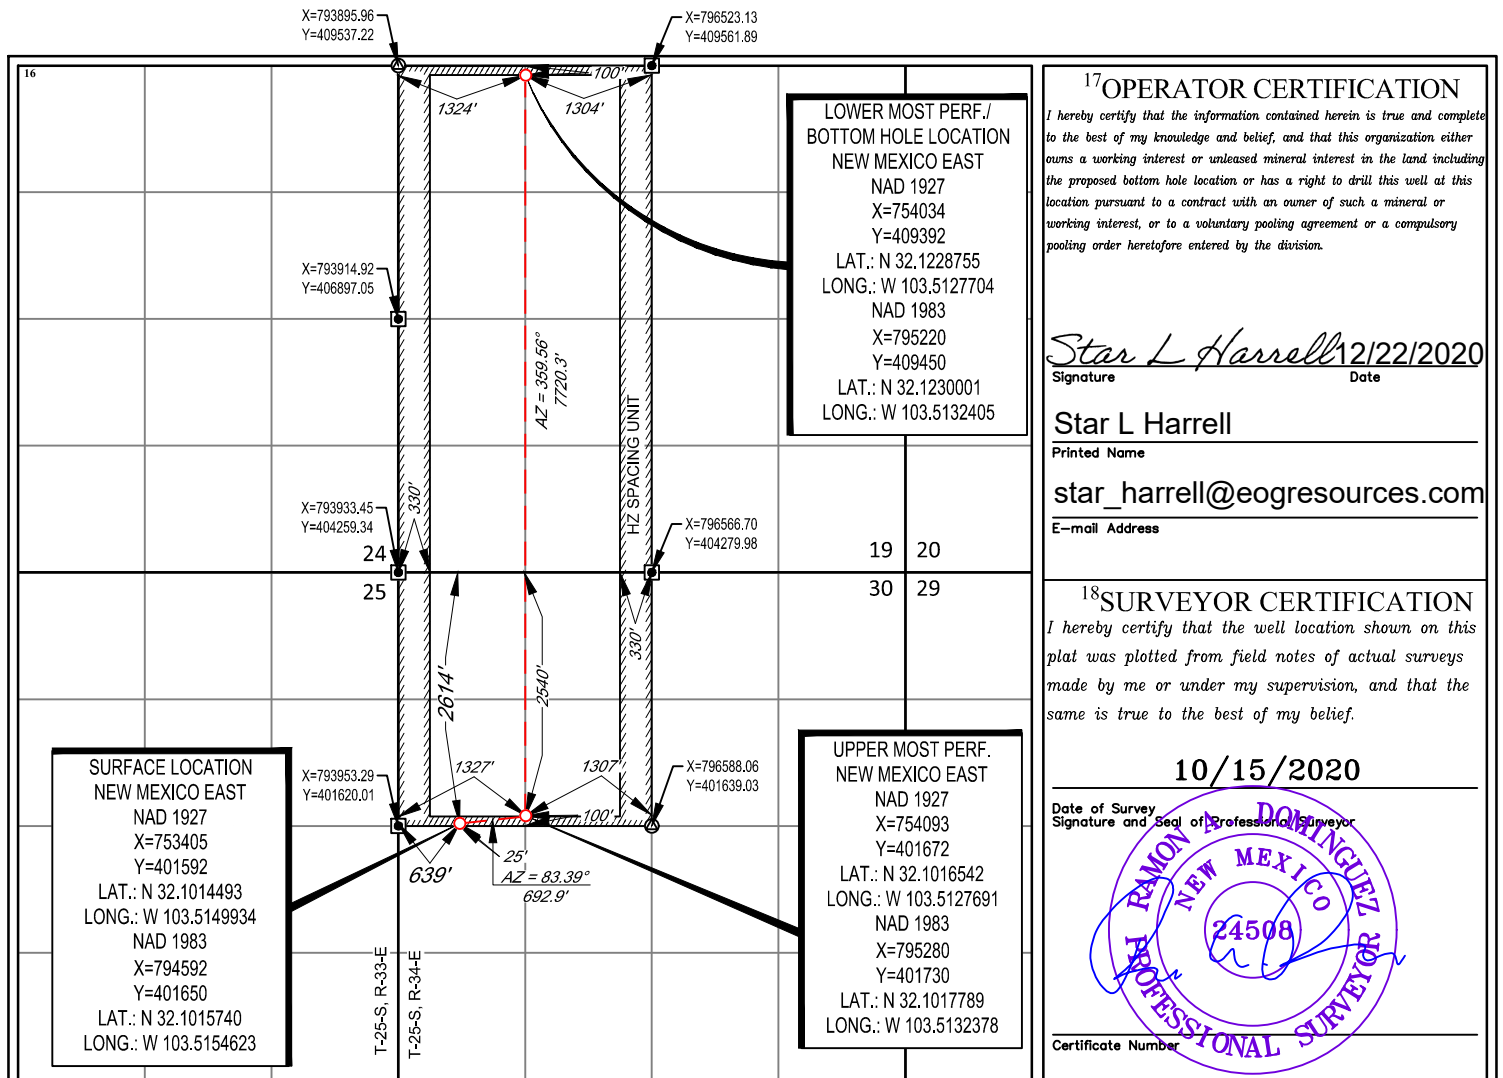 X=793895.96
Y=409537.22
X=796523.13
Y=409561.89
16
100'
1324'
1304'
LOWER MOST PERF./
BOTTOM HOLE LOCATION
NEW MEXICO EAST
NAD 1927
X=754034
Y=409392
LAT.: N 32.1228755
LONG.: W 103.5127704
NAD 1983
X=795220
Y=409450
LAT.: N 32.1230001
LONG.: W 103.5132405
X=793914.92
Y=406897.05
AZ = 359.56°
7720.3'
HZ SPACING UNIT
X=793933.45
Y=404259.34
330'
X=796566.70
Y=404279.98
24
19 20
25
30 29
330'
2614'
2540'
SURFACE LOCATION
NEW MEXICO EAST
NAD 1927
X=753405
Y=401592
LAT.: N 32.1014493
LONG.: W 103.5149934
NAD 1983
X=794592
Y=401650
LAT.: N 32.1015740
LONG.: W 103.5154623
X=793953.29
Y=401620.01
1327'
1307'
X=796588.06
Y=401639.03
100'
25'
639'
AZ = 83.39°
692.9'
UPPER MOST PERF.
NEW MEXICO EAST
NAD 1927
X=754093
Y=401672
LAT.: N 32.1016542
LONG.: W 103.5127691
NAD 1983
X=795280
Y=401730
LAT.: N 32.1017789
LONG.: W 103.5132378
T-25-S, R-33-E
T-25-S, R-34-E
17OPERATOR CERTIFICATION
I hereby certify that the information contained herein is true and complete
to the best of my knowledge and belief, and that this organization either
owns a working interest or unleased mineral interest in the land including
the proposed bottom hole location or has a right to drill this well at this
location pursuant to a contract with an owner of such a mineral or
working interest, or to a voluntary pooling agreement or a compulsory
pooling order heretofore entered by the division.
Star L Harrell 12/22/2020
Signature Date
Star L Harrell
Printed Name
star_harrell@eogresources.com
E-mail Address
18SURVEYOR CERTIFICATION
I hereby certify that the well location shown on this
plat was plotted from field notes of actual surveys
made by me or under my supervision, and that the
same is true to the best of my belief.
10/15/2020
Date of Survey
Signature and Seal of Professional Surveyor
RAMON A DOMINGUEZ
NEW MEXICO
24508
PROFESSIONAL SURVEYOR
Certificate Number